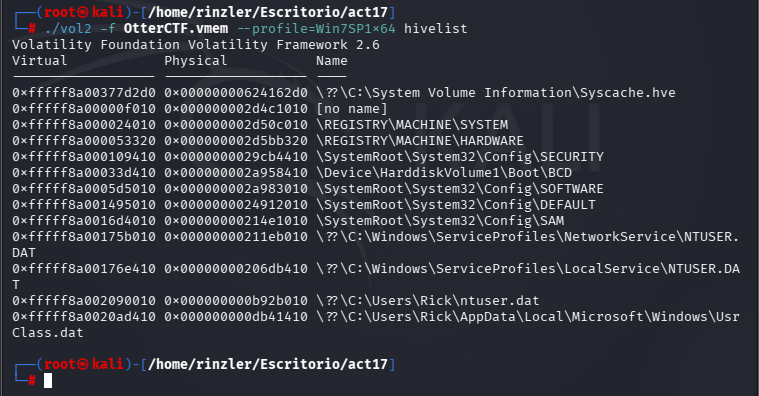 ┌──(root㉿kali)-[/home/rinzler/Escritorio/act17]
└─# ./vol2 -f OtterCTF.vmem --profile=Win7SP1x64 hivelist
Volatility Foundation Volatility Framework 2.6
Virtual            Physical           Name
------------------ ------------------ ----
0xfffff8a00377d2d0 0x00000000624162d0 \??\C:\System Volume Information\Syscache.hve
0xfffff8a00000f010 0x000000002d4c1010 [no name]
0xfffff8a000024010 0x000000002d50c010 \REGISTRY\MACHINE\SYSTEM
0xfffff8a000053320 0x000000002d5bb320 \REGISTRY\MACHINE\HARDWARE
0xfffff8a000109410 0x0000000029cb4410 \SystemRoot\System32\Config\SECURITY
0xfffff8a00033d410 0x000000002a958410 \Device\HarddiskVolume1\Boot\BCD
0xfffff8a0005d5010 0x000000002a983010 \SystemRoot\System32\Config\SOFTWARE
0xfffff8a001495010 0x0000000024912010 \SystemRoot\System32\Config\DEFAULT
0xfffff8a0016d4010 0x00000000214e1010 \SystemRoot\System32\Config\SAM
0xfffff8a00175b010 0x00000000211eb010 \??\C:\Windows\ServiceProfiles\NetworkService\NTUSER.
DAT
0xfffff8a00176e410 0x00000000206db410 \??\C:\Windows\ServiceProfiles\LocalService\NTUSER.DA
T
0xfffff8a002090010 0x000000000b92b010 \??\C:\Users\Rick\ntuser.dat
0xfffff8a0020ad410 0x000000000db41410 \??\C:\Users\Rick\AppData\Local\Microsoft\Windows\Usr
Class.dat
┌──(root㉿kali)-[/home/rinzler/Escritorio/act17]
└─#